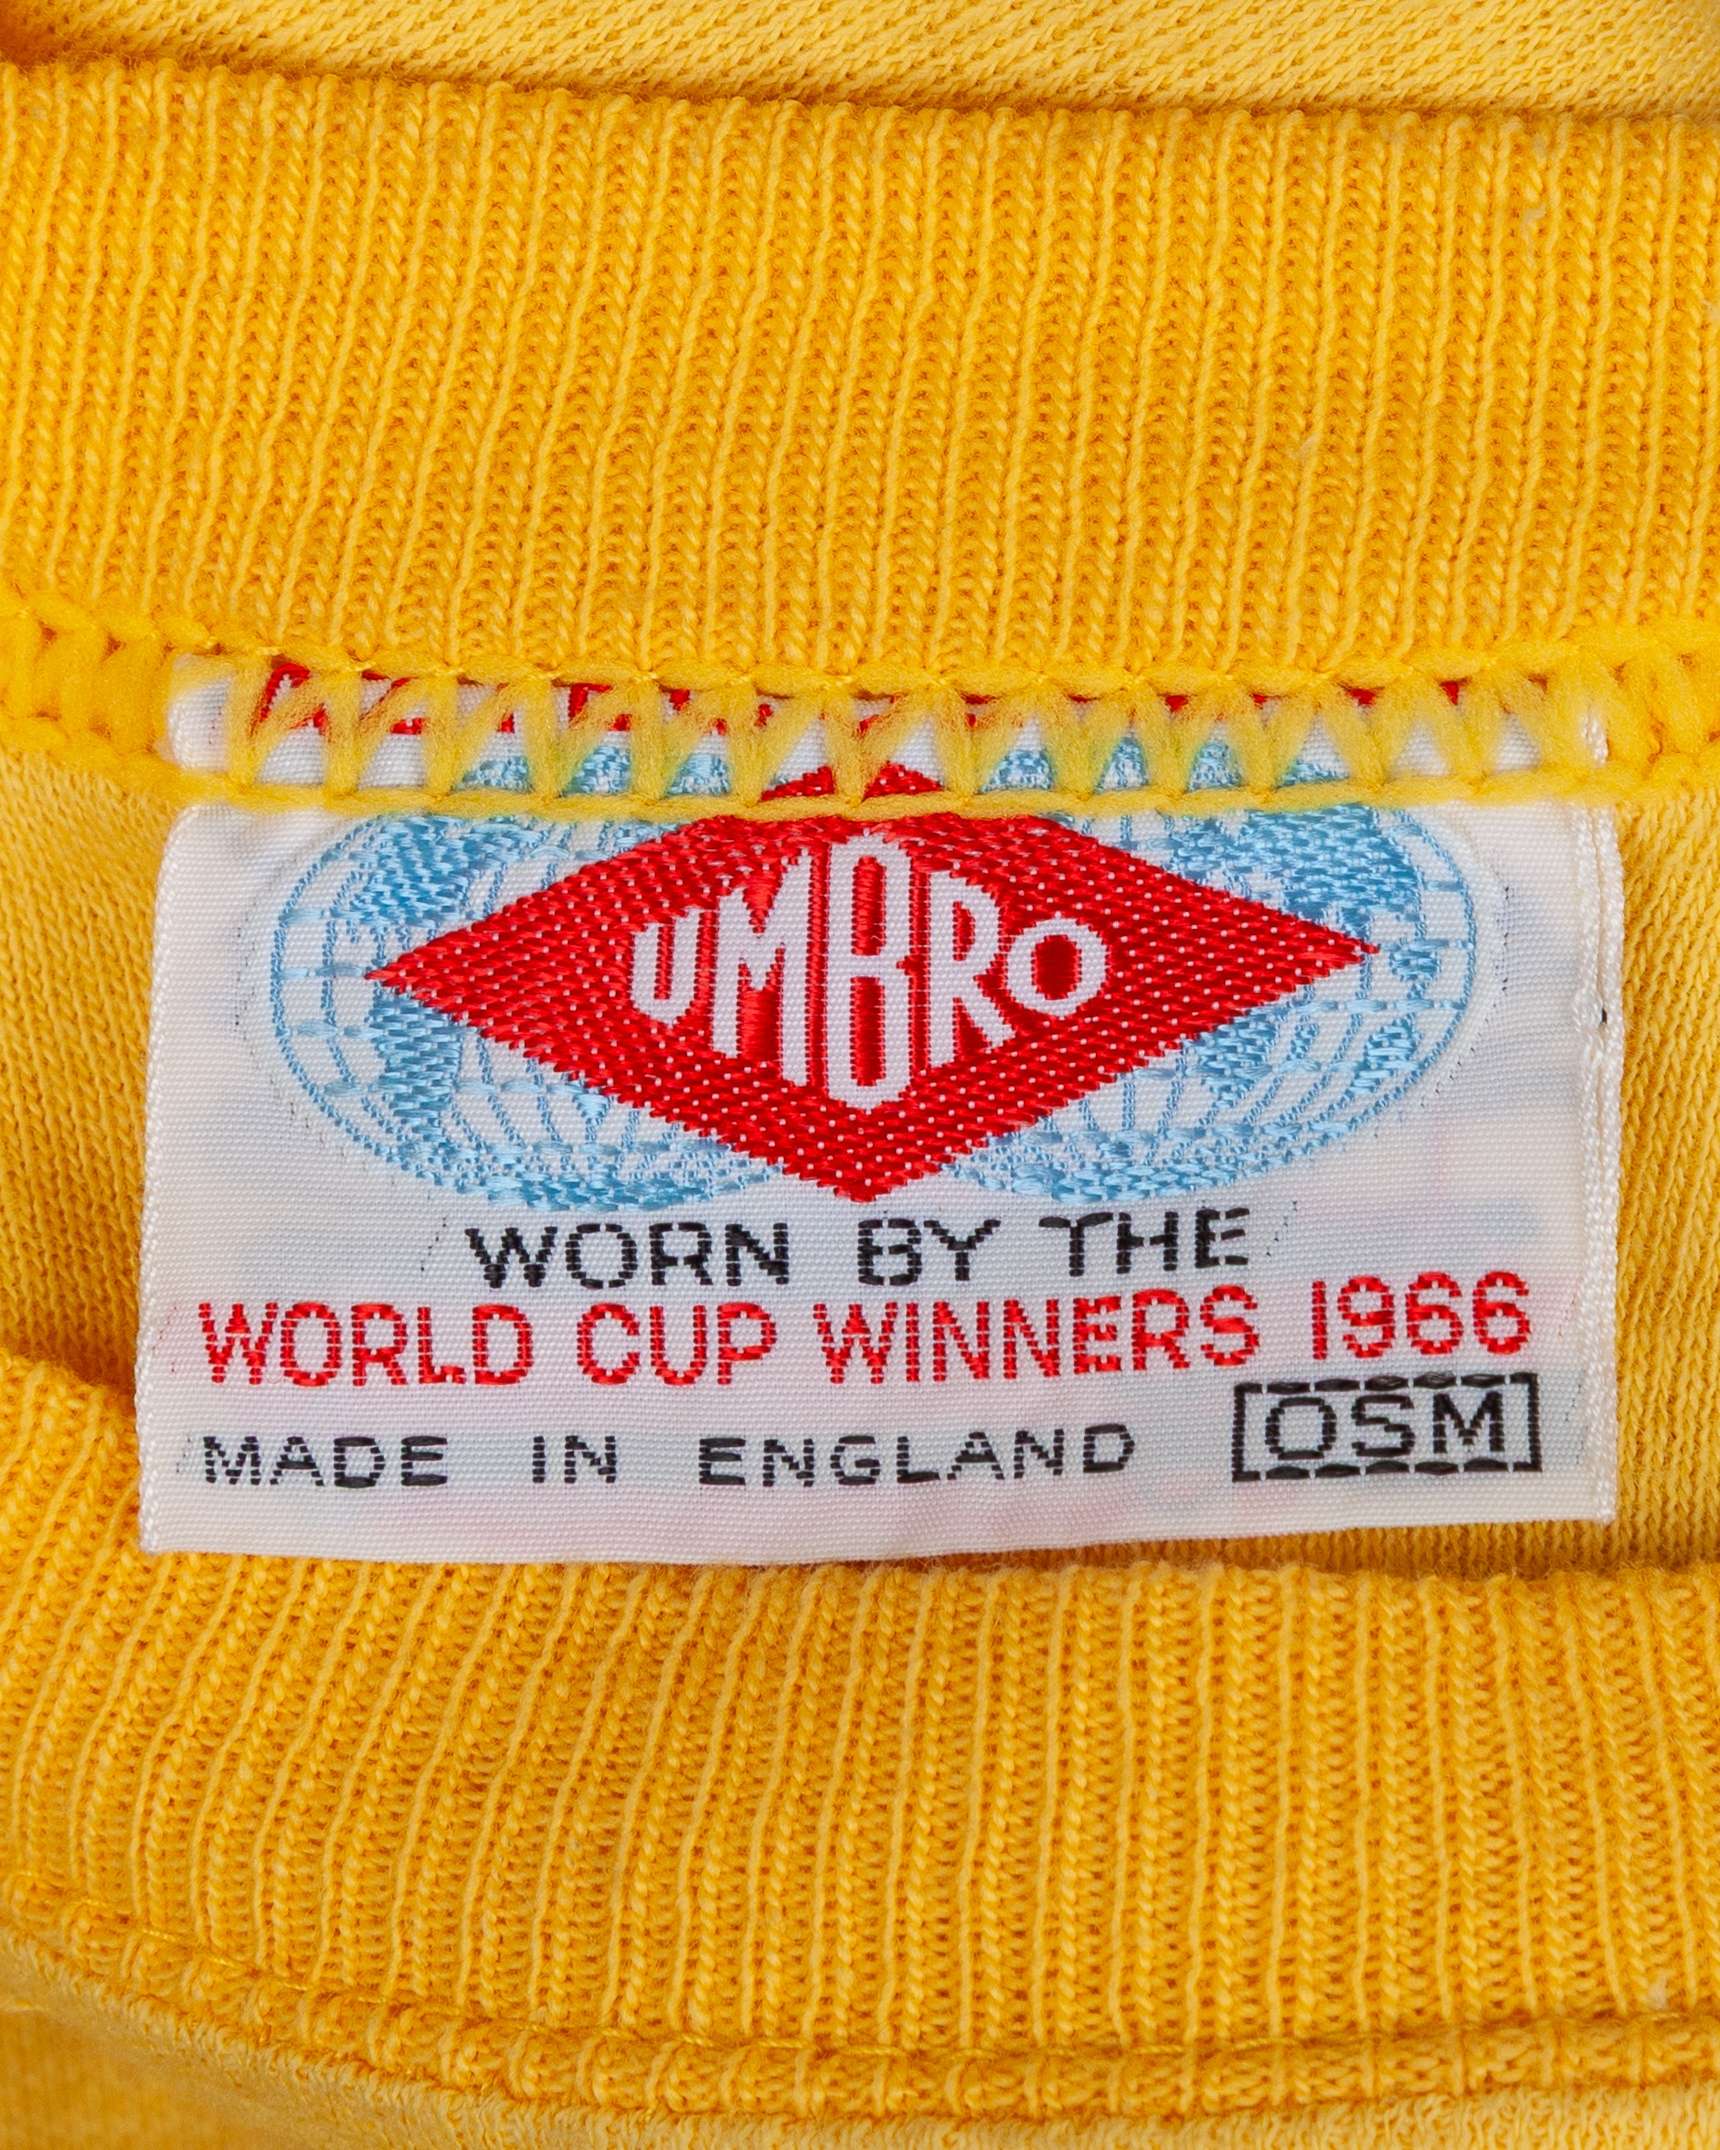 UMBRO
WORN BY THE
WORLD CUP WINNERS 1966
MADE IN ENGLAND OSM